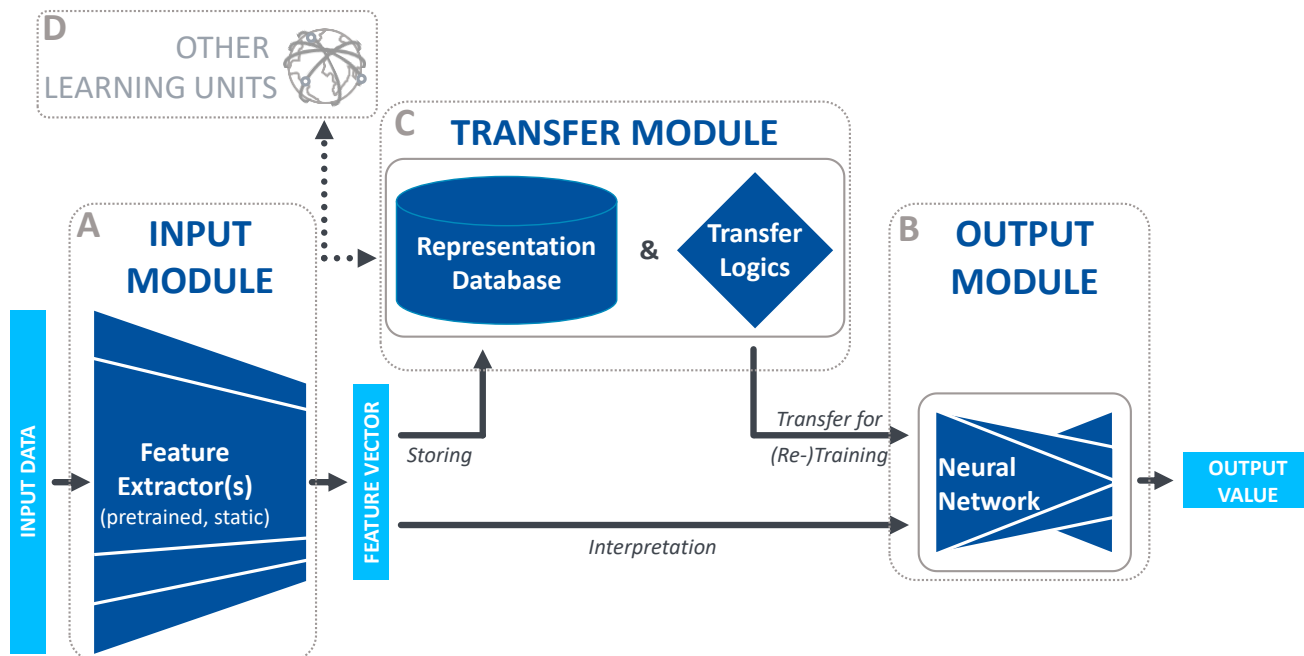 D
OTHER
LEARNING UNITS
C
TRANSFER MODULE
Representation
Database
&
Transfer
Logics
A
INPUT
MODULE
B
OUTPUT
MODULE
INPUT DATA
Feature
Extractor(s)
(pretrained, static)
FEATURE VECTOR
Storing
Transfer for
(Re-)Training
Interpretation
Neural
Network
OUTPUT
VALUE